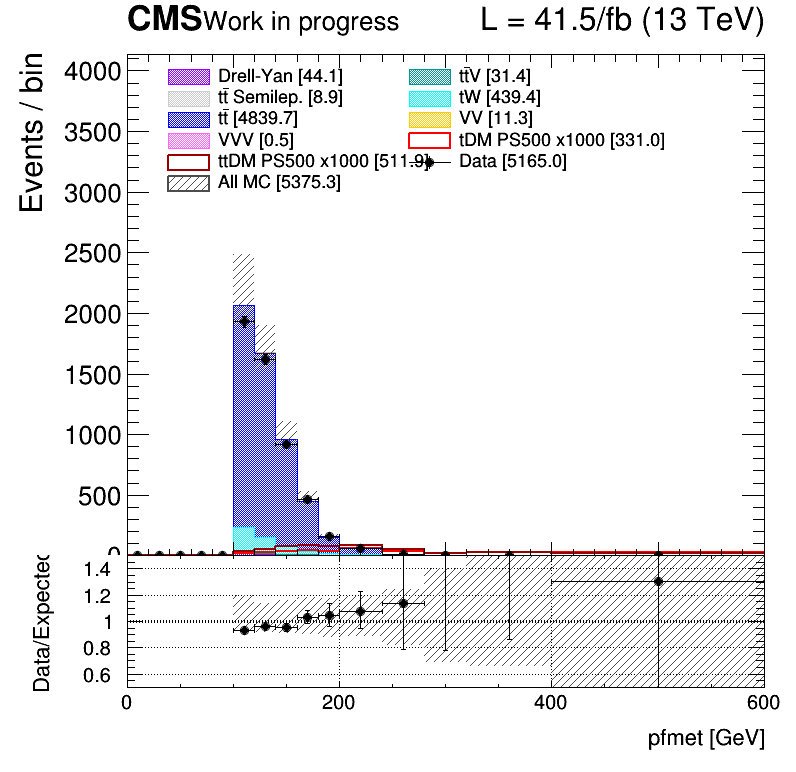 CMS Work in progress L = 41.5/fb (13 TeV)
Events / bin
4000
3500
3000
2500
2000
1500
1000
500
0
Drell-Yan [44.1] tt̄V [31.4]
tt̄ Semilep. [8.9] tW [439.4]
tt̄ [4839.7] VV [11.3]
VVV [0.5] tDM PS500 x1000 [331.0]
ttDM PS500 x1000 [511.9] Data [5165.0]
All MC [5375.3]
Data/Expected
1.4
1.2
1
0.8
0.6
0 200 400 600
pfmet [GeV]